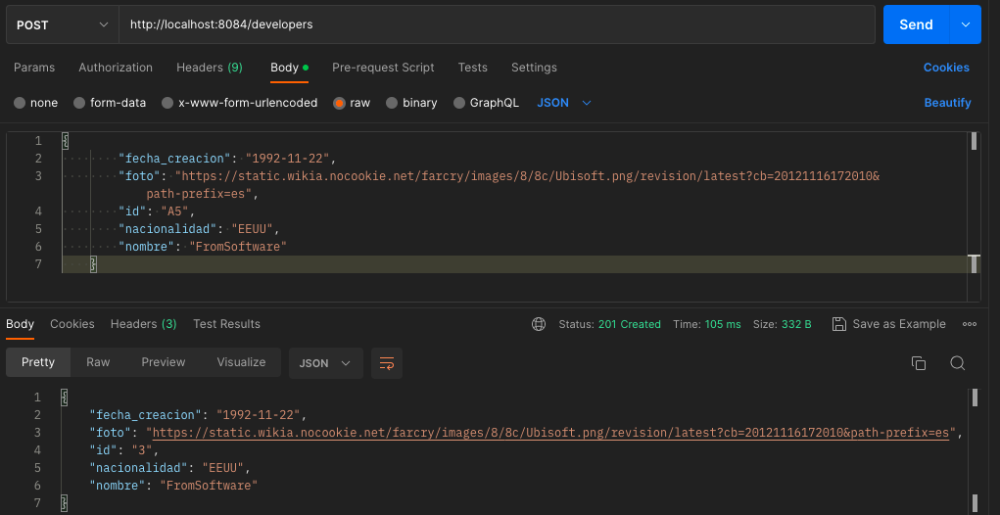 POST http://localhost:8084/developers Send
Params Authorization Headers (9) Body Pre-request Script Tests Settings Cookies
none form-data x-www-form-urlencoded raw binary GraphQL JSON Beautify
1 {
2 "fecha_creacion": "1992-11-22",
3 "foto": "https://static.wikia.nocookie.net/farcry/images/8/8c/Ubisoft.png/revision/latest?cb=20121116172010&
path-prefix=es",
4 "id": "A5",
5 "nacionalidad": "EEUU",
6 "nombre": "FromSoftware"
7 }
Body Cookies Headers (3) Test Results Status: 201 Created Time: 105 ms Size: 332 B Save as Example
Pretty Raw Preview Visualize JSON
1 {
2 "fecha_creacion": "1992-11-22",
3 "foto": "https://static.wikia.nocookie.net/farcry/images/8/8c/Ubisoft.png/revision/latest?cb=20121116172010&path-prefix=es",
4 "id": "3",
5 "nacionalidad": "EEUU",
6 "nombre": "FromSoftware"
7 }